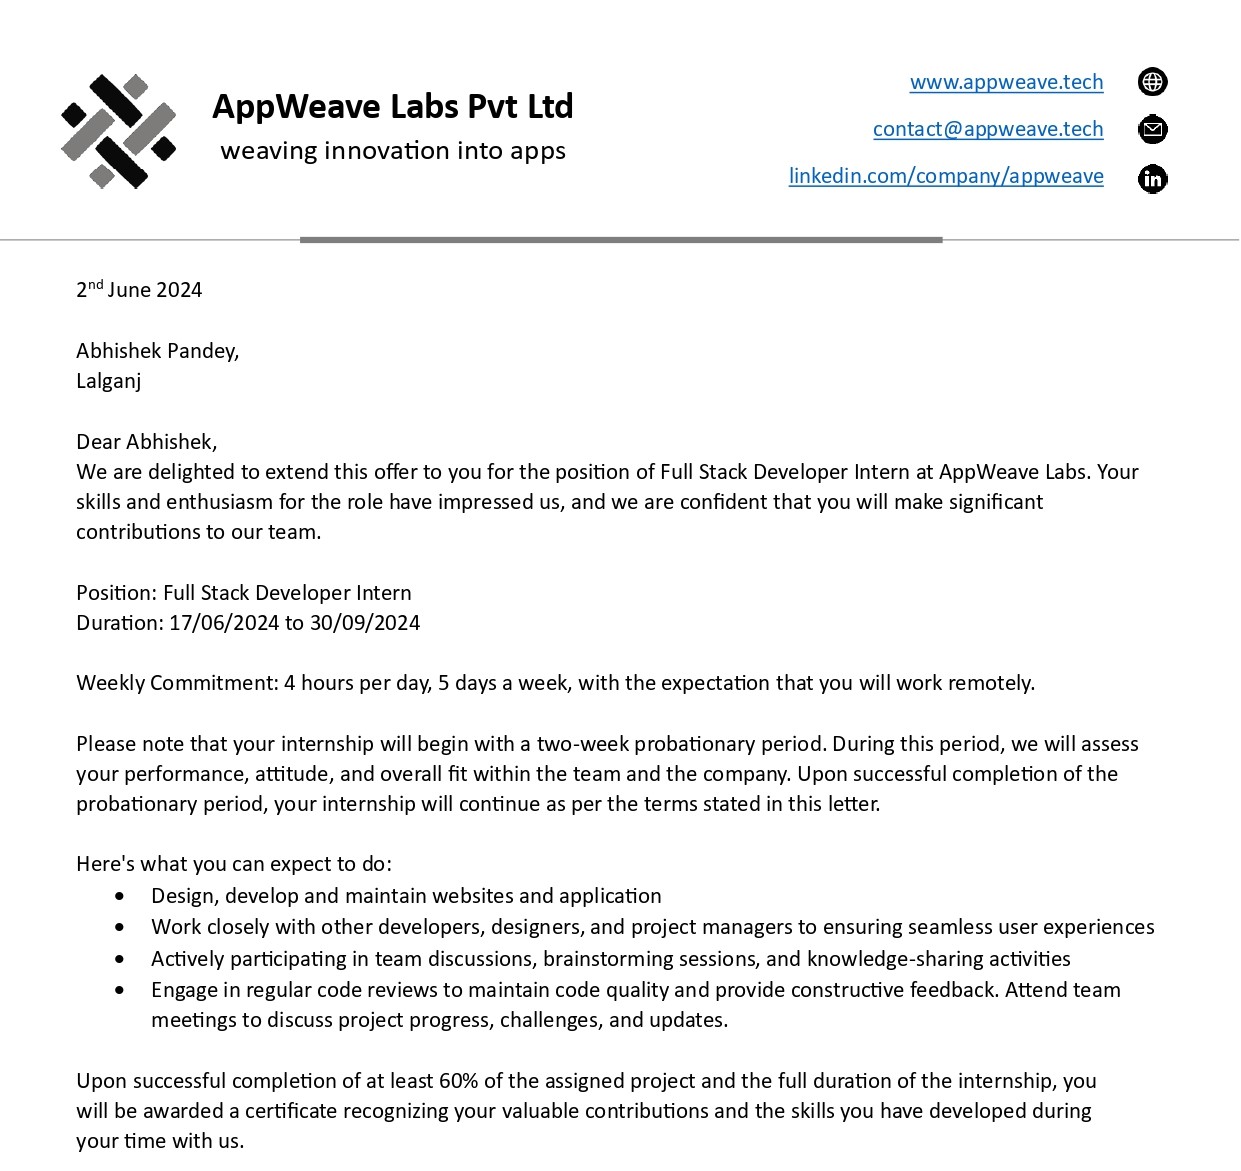 AppWeave Labs Pvt Ltd
weaving innovation into apps
www.appweave.tech
contact@appweave.tech
linkedin.com/company/appweave
in
2nd June 2024
Abhishek Pandey,
Lalganj
Dear Abhishek,
We are delighted to extend this offer to you for the position of Full Stack Developer Intern at AppWeave Labs. Your
skills and enthusiasm for the role have impressed us, and we are confident that you will make significant
contributions to our team.
Position: Full Stack Developer Intern
Duration: 17/06/2024 to 30/09/2024
Weekly Commitment: 4 hours per day, 5 days a week, with the expectation that you will work remotely.
Please note that your internship will begin with a two-week probationary period. During this period, we will assess
your performance, attitude, and overall fit within the team and the company. Upon successful completion of the
probationary period, your internship will continue as per the terms stated in this letter.
Here's what you can expect to do:
• Design, develop and maintain websites and application
• Work closely with other developers, designers, and project managers to ensuring seamless user experiences
• Actively participating in team discussions, brainstorming sessions, and knowledge-sharing activities
• Engage in regular code reviews to maintain code quality and provide constructive feedback. Attend team
meetings to discuss project progress, challenges, and updates.
Upon successful completion of at least 60% of the assigned project and the full duration of the internship, you
will be awarded a certificate recognizing your valuable contributions and the skills you have developed during
your time with us.